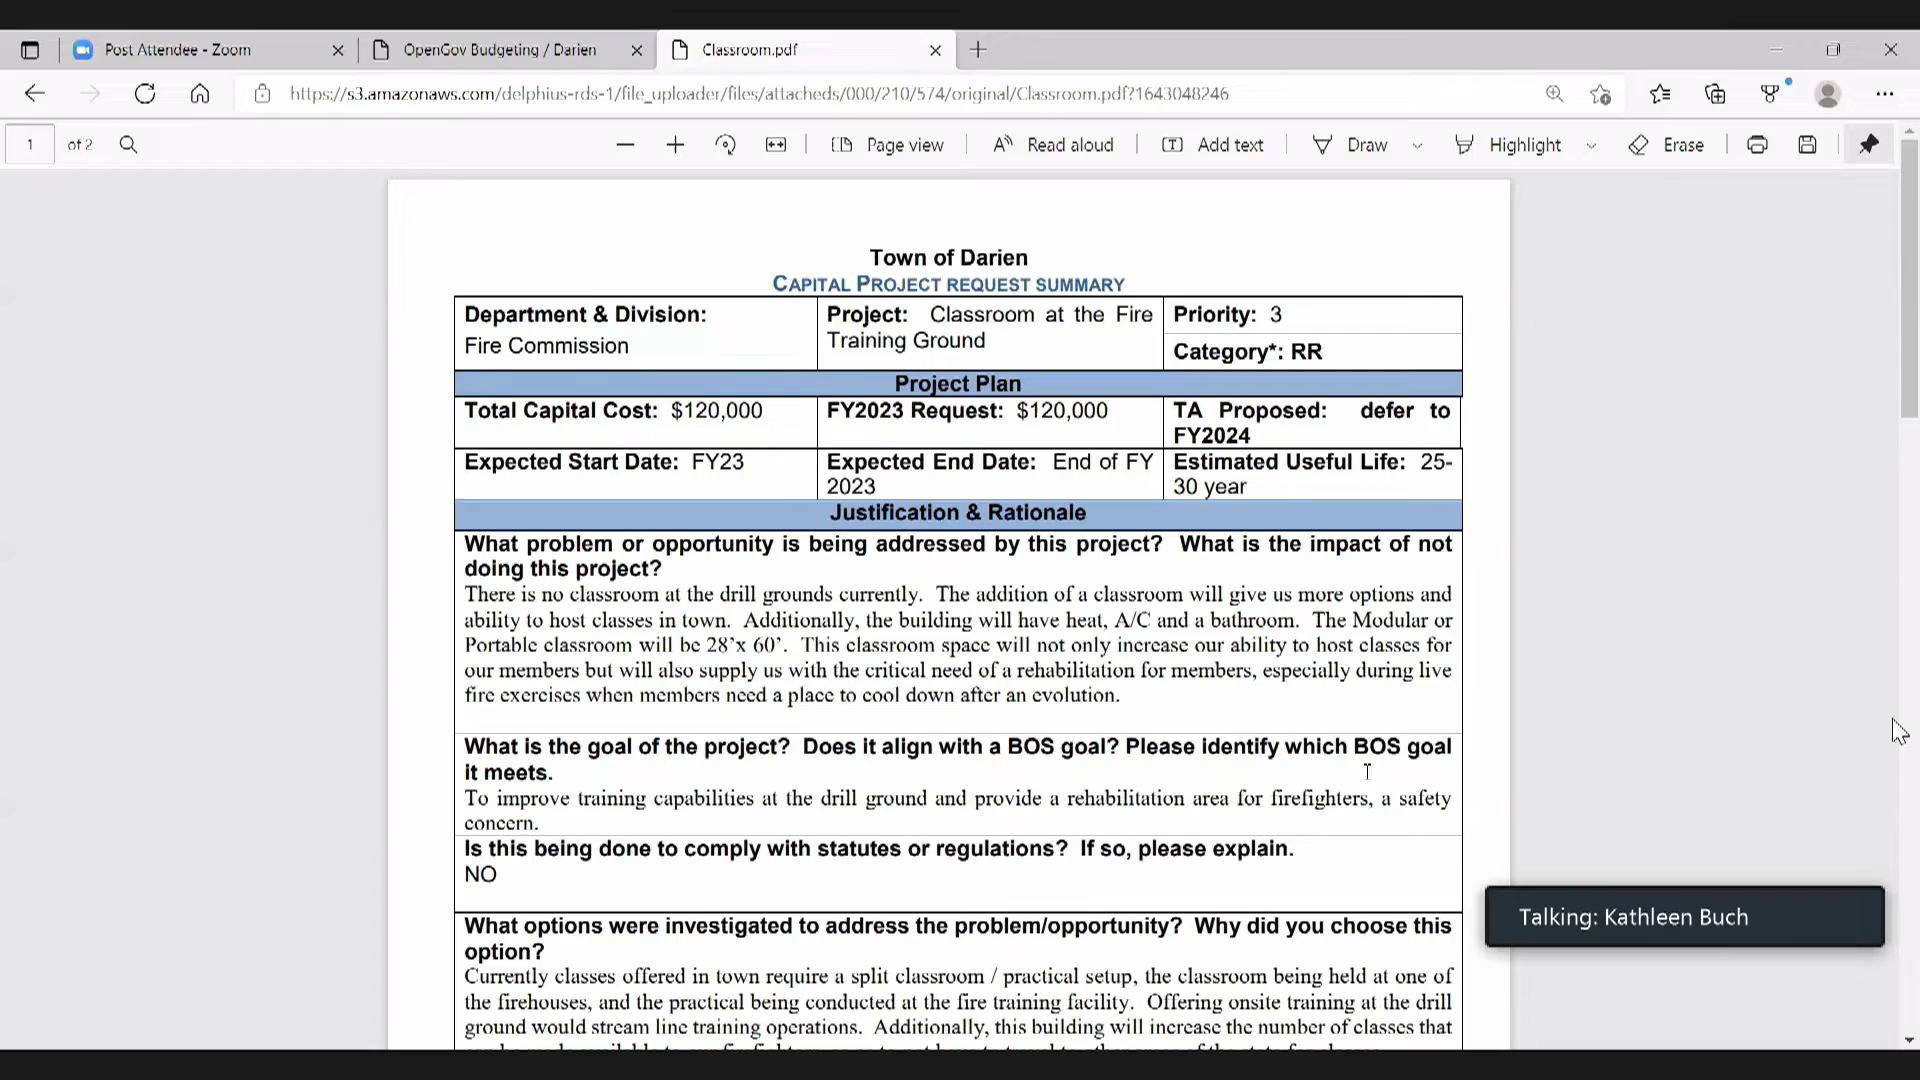 Post Attendee - Zoom
OpenGov Budgeting / Darien
Classroom.pdf
https://s3.amazonaws.com/delphius-rds-1/file_uploader/files/attacheds/000/210/574/original/Classroom.pdf?1643048246
1 of 2
Page view
Read aloud
Add text
Draw
Highlight
Erase
Town of Darien
CAPITAL PROJECT REQUEST SUMMARY
Department & Division:
Fire Commission
Project: Classroom at the Fire
Training Ground
Priority: 3
Category*: RR
Project Plan
Total Capital Cost: $120,000
FY2023 Request: $120,000
TA Proposed: defer to
FY2024
Expected Start Date: FY23
Expected End Date: End of FY
2023
Estimated Useful Life: 25-
30 year
Justification & Rationale
What problem or opportunity is being addressed by this project? What is the impact of not
doing this project?
There is no classroom at the drill grounds currently. The addition of a classroom will give us more options and
ability to host classes in town. Additionally, the building will have heat, A/C and a bathroom. The Modular or
Portable classroom will be 28’x 60’. This classroom space will not only increase our ability to host classes for
our members but will also supply us with the critical need of a rehabilitation for members, especially during live
fire exercises when members need a place to cool down after an evolution.
What is the goal of the project? Does it align with a BOS goal? Please identify which BOS goal
it meets.
To improve training capabilities at the drill ground and provide a rehabilitation area for firefighters, a safety
concern.
Is this being done to comply with statutes or regulations? If so, please explain.
NO
What options were investigated to address the problem/opportunity? Why did you choose this
option?
Currently classes offered in town require a split classroom / practical setup, the classroom being held at one of
the firehouses, and the practical being conducted at the fire training facility. Offering onsite training at the drill
ground would stream line training operations. Additionally, this building will increase the number of classes that
Talking: Kathleen Buch